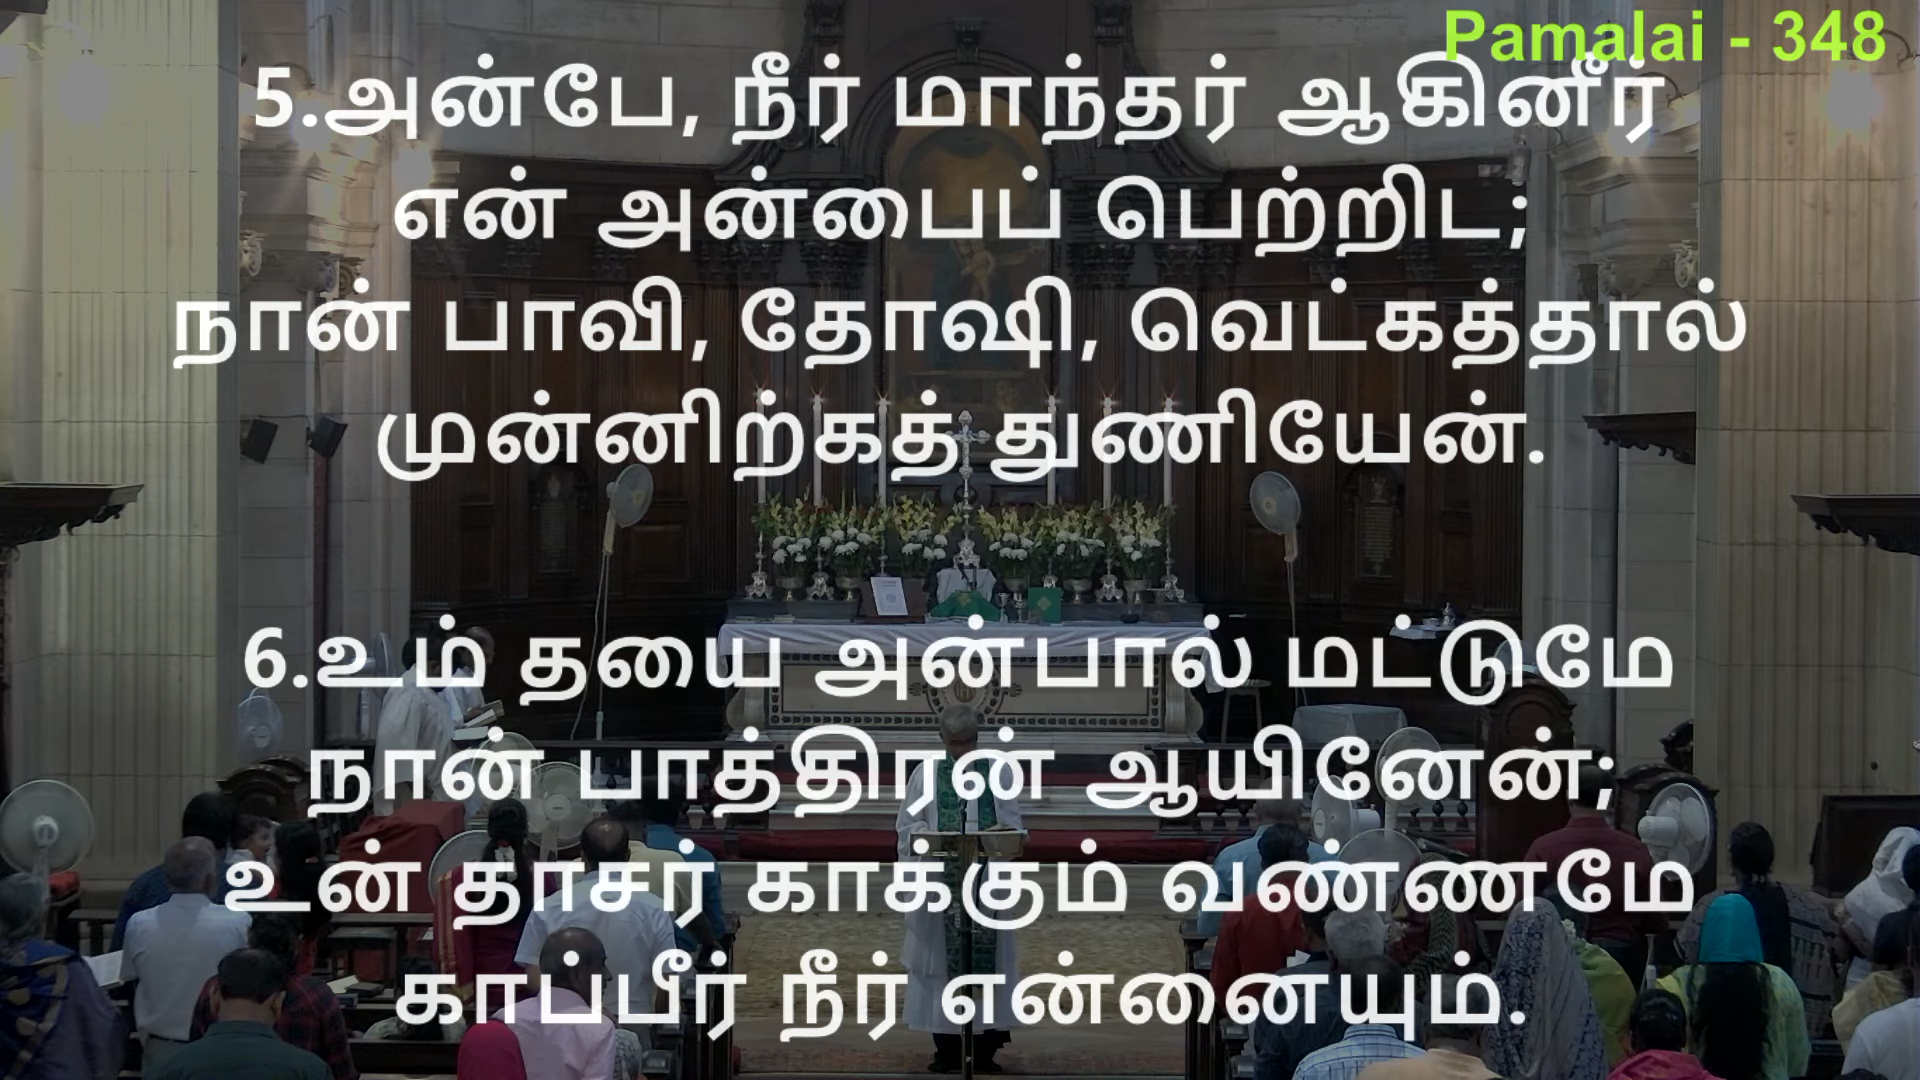 Pamalai - 348
5.அன்பே, நீர் மாந்தர் ஆகினீர்
என் அன்பைப் பெற்றிட;
நான் பாவி, தோஷி, வெட்கத்தால்
முன்னிற்கத் துணியேன்.
6.உம் தயை அன்பால் மட்டுமே
நான் பாத்திரன் ஆயினேன்;
உன் தாசர் காக்கும் வண்ணமே
காப்பீர் நீர் என்னையும்.